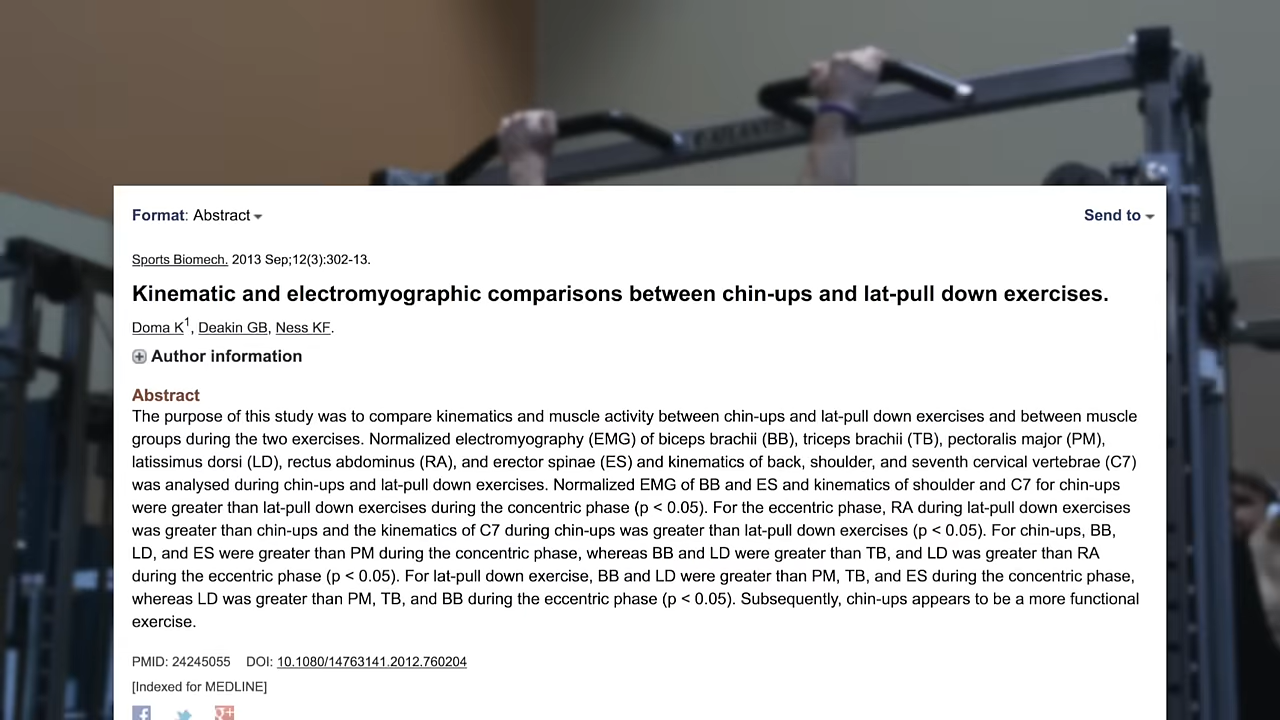 Format: Abstract
Send to
Sports Biomech. 2013 Sep;12(3):302-13.
Kinematic and electromyographic comparisons between chin-ups and lat-pull down exercises.
Doma K1, Deakin GB, Ness KF.
Author information
Abstract
The purpose of this study was to compare kinematics and muscle activity between chin-ups and lat-pull down exercises and between muscle
groups during the two exercises. Normalized electromyography (EMG) of biceps brachii (BB), triceps brachii (TB), pectoralis major (PM),
latissimus dorsi (LD), rectus abdominus (RA), and erector spinae (ES) and kinematics of back, shoulder, and seventh cervical vertebrae (C7)
was analysed during chin-ups and lat-pull down exercises. Normalized EMG of BB and ES and kinematics of shoulder and C7 for chin-ups
were greater than lat-pull down exercises during the concentric phase (p < 0.05). For the eccentric phase, RA during lat-pull down exercises
was greater than chin-ups and the kinematics of C7 during chin-ups was greater than lat-pull down exercises (p < 0.05). For chin-ups, BB,
LD, and ES were greater than PM during the concentric phase, whereas BB and LD were greater than TB, and LD was greater than RA
during the eccentric phase (p < 0.05). For lat-pull down exercise, BB and LD were greater than PM, TB, and ES during the concentric phase,
whereas LD was greater than PM, TB, and BB during the eccentric phase (p < 0.05). Subsequently, chin-ups appears to be a more functional
exercise.
PMID: 24245055 DOI: 10.1080/14763141.2012.760204
[Indexed for MEDLINE]